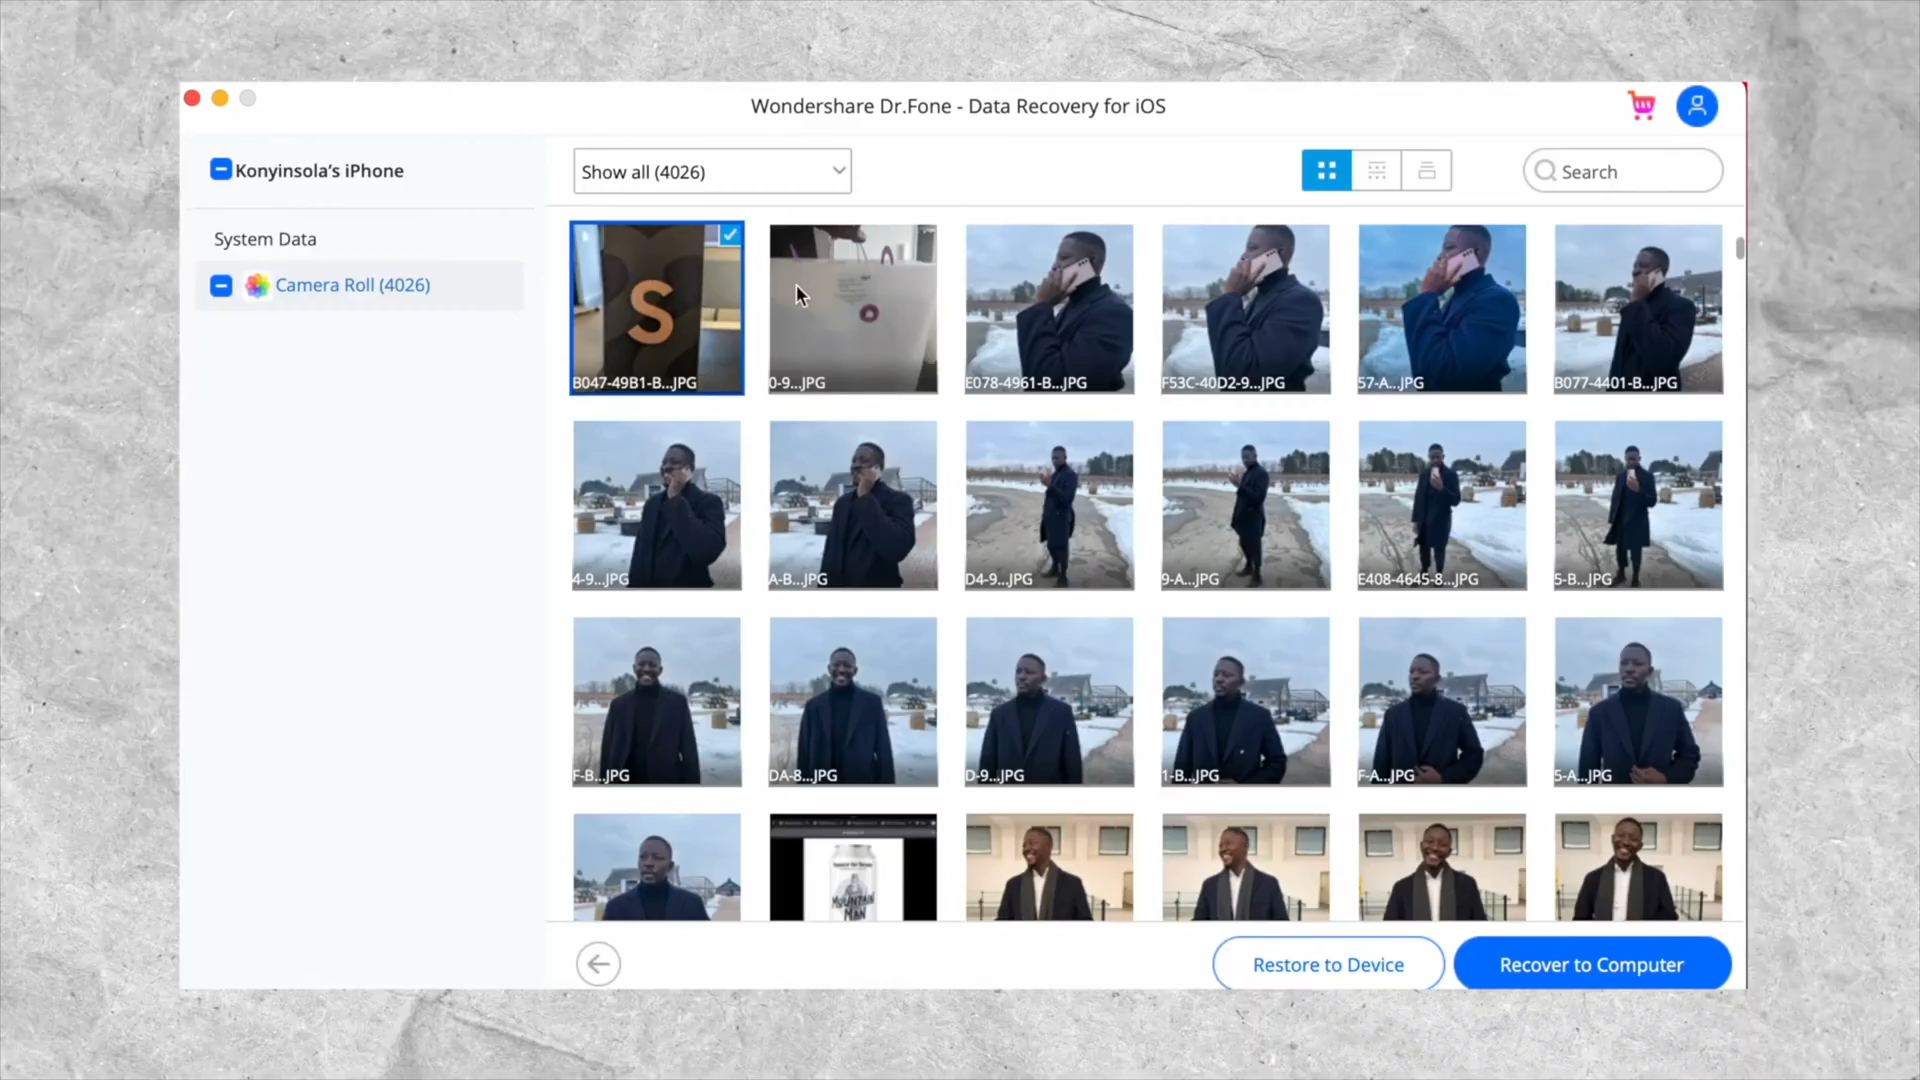 Wondershare Dr.Fone - Data Recovery for iOS
Konyinsola's iPhone
Show all (4026)
Search
System Data
Camera Roll (4026)
S
B047-49B1-B...JPG
0-9...JPG
E078-4961-B...JPG
F53C-40D2-9...JPG
57-A...JPG
B077-4401-B...JPG
4-9...JPG
A-B...JPG
D4-9...JPG
9-A...JPG
E408-4645-8...JPG
5-B...JPG
F-B...JPG
DA-8...JPG
D-9...JPG
1-B...JPG
F-A...JPG
5-A...JPG
MOUNTAIN
MAN
Restore to Device
Recover to Computer